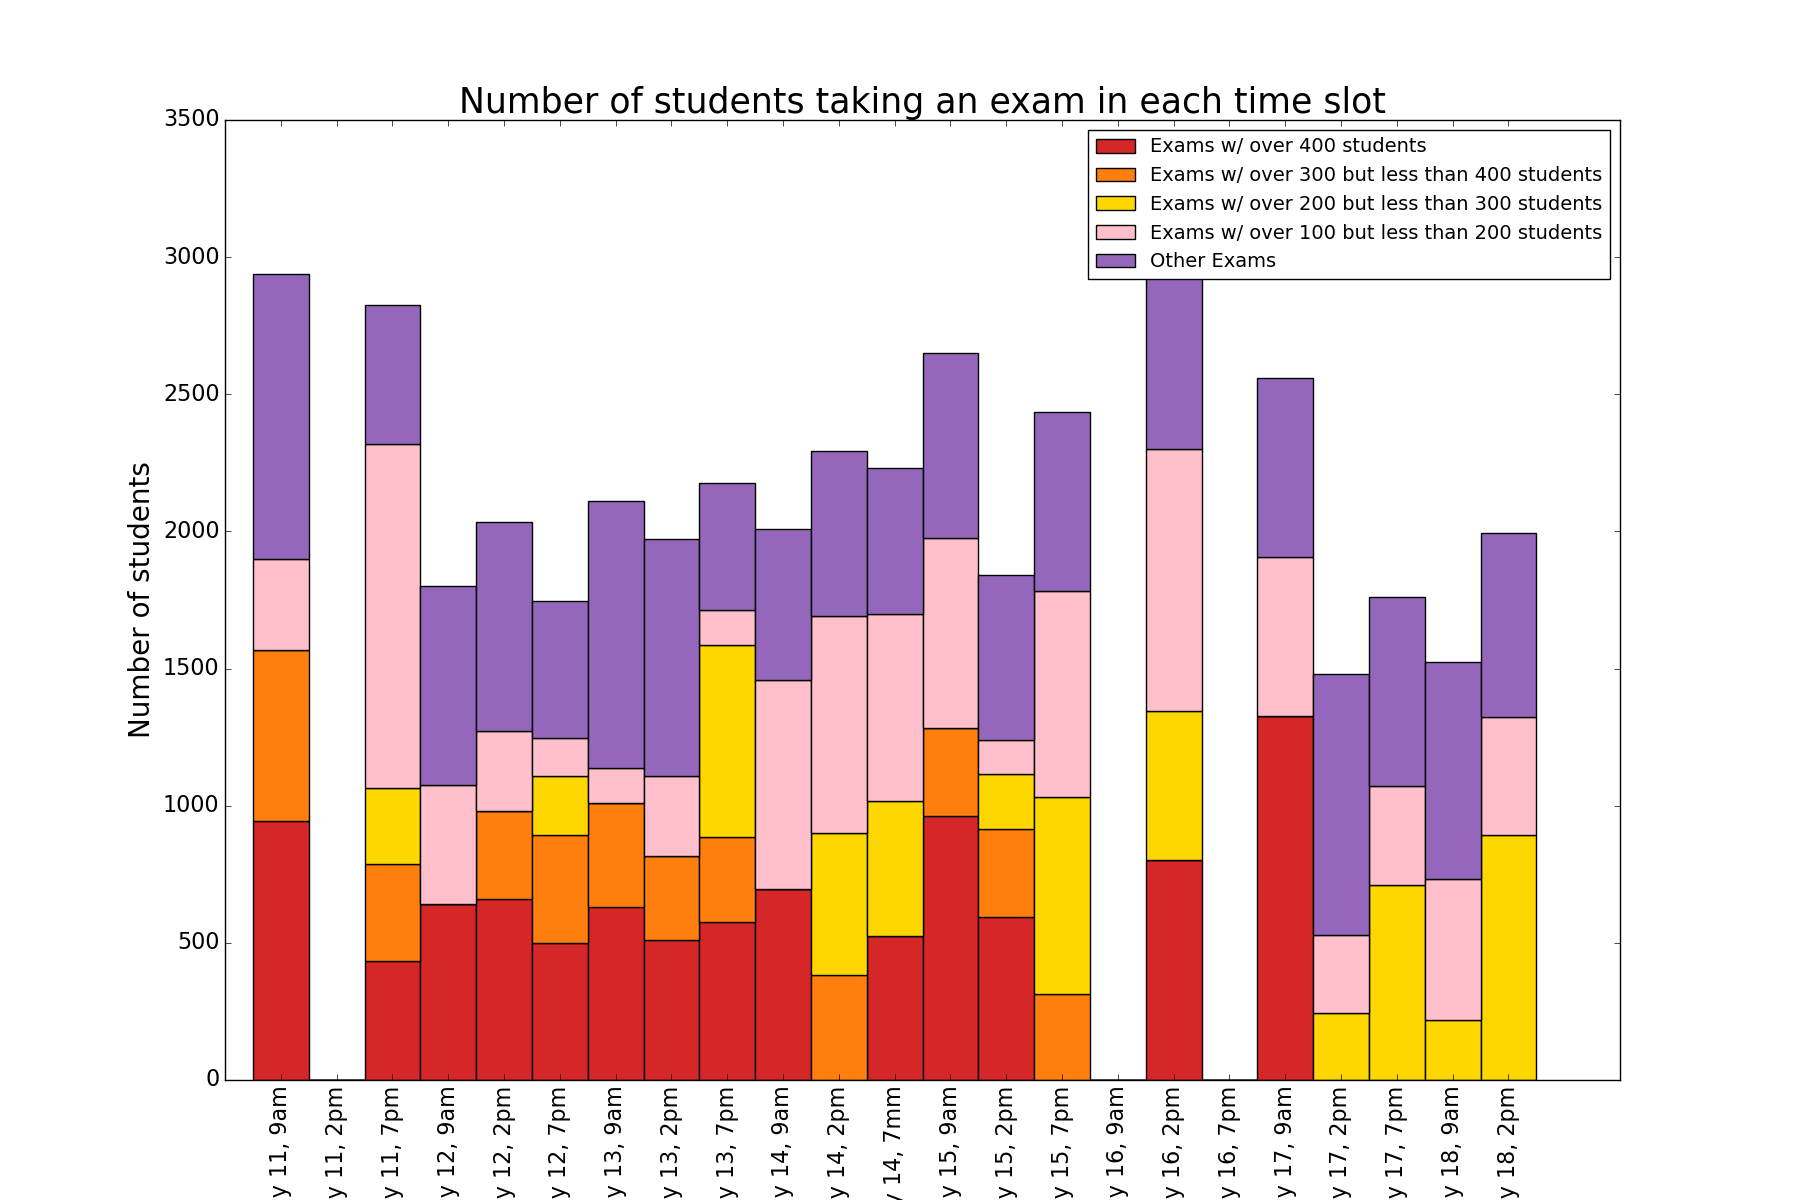 Number of students taking an exam in each time slot
Exams w/ over 400 students
Exams w/ over 300 but less than 400 students
Exams w/ over 200 but less than 300 students
Exams w/ over 100 but less than 200 students
Other Exams
Number of students
3500
3000
2500
2000
1500
1000
500
0
y 11, 9am
y 11, 2pm
y 11, 7pm
y 12, 9am
y 12, 2pm
y 12, 7pm
y 13, 9am
y 13, 2pm
y 13, 7pm
y 14, 9am
y 14, 2pm
y 14, 7mm
y 15, 9am
y 15, 2pm
y 15, 7pm
y 16, 9am
y 16, 2pm
y 16, 7pm
y 17, 9am
y 17, 2pm
y 17, 7pm
y 18, 9am
y 18, 2pm